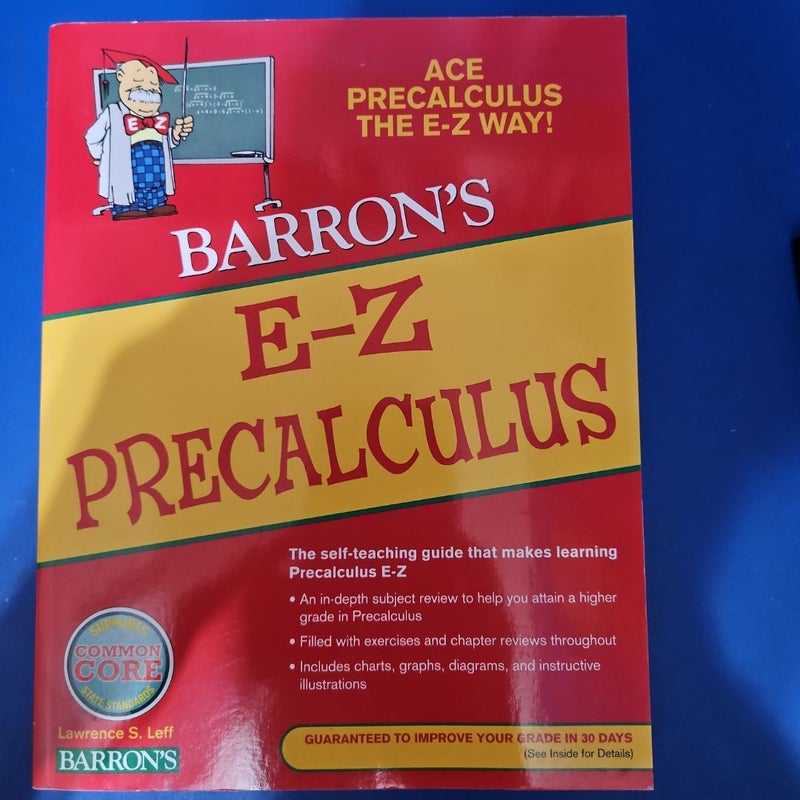 ACE
PRECALCULUS
THE E-Z WAY!
E Z
BARRON'S
E-Z
PRECALCULUS
The self-teaching guide that makes learning
Precalculus E-Z
• An in-depth subject review to help you attain a higher
grade in Precalculus
• Filled with exercises and chapter reviews throughout
• Includes charts, graphs, diagrams, and instructive
illustrations
SUPPORTS
COMMON
CORE
STATE STANDARDS
Lawrence S. Leff
BARRON'S
GUARANTEED TO IMPROVE YOUR GRADE IN 30 DAYS
(See Inside for Details)